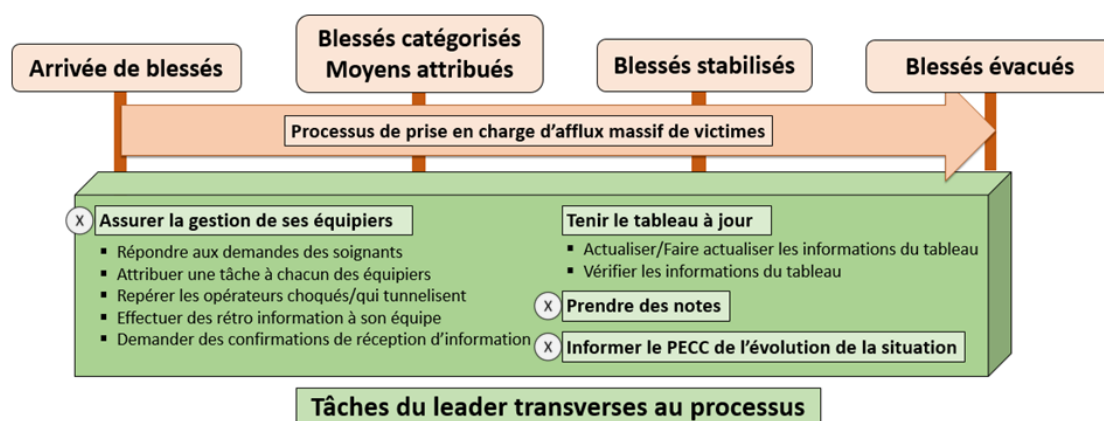 Arrivée de blessés
Blessés catégorisés
Moyens attribués
Blessés stabilisés
Blessés évacués
Processus de prise en charge d'afflux massif de victimes
X
Assurer la gestion de ses équipiers
▪ Répondre aux demandes des soignants
▪ Attribuer une tâche à chacun des équipiers
▪ Repérer les opérateurs choqués/qui tunnelisent
▪ Effectuer des rétro information à son équipe
▪ Demander des confirmations de réception d'information
Tenir le tableau à jour
▪ Actualiser/Faire actualiser les informations du tableau
▪ Vérifier les informations du tableau
X
Prendre des notes
X
Informer le PECC de l'évolution de la situation
Tâches du leader transverses au processus